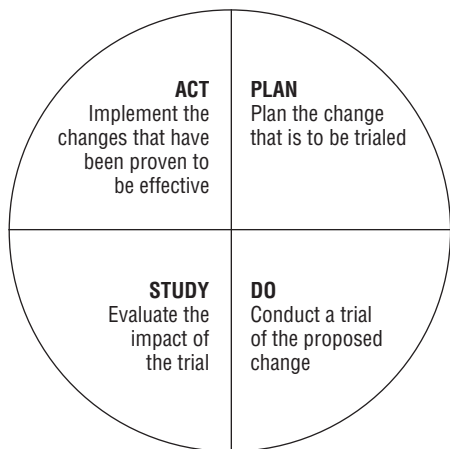 ACT
Implement the
changes that have
been proven to
be effective
PLAN
Plan the change
that is to be trialed
STUDY
Evaluate the
impact of
the trial
DO
Conduct a trial
of the proposed
change